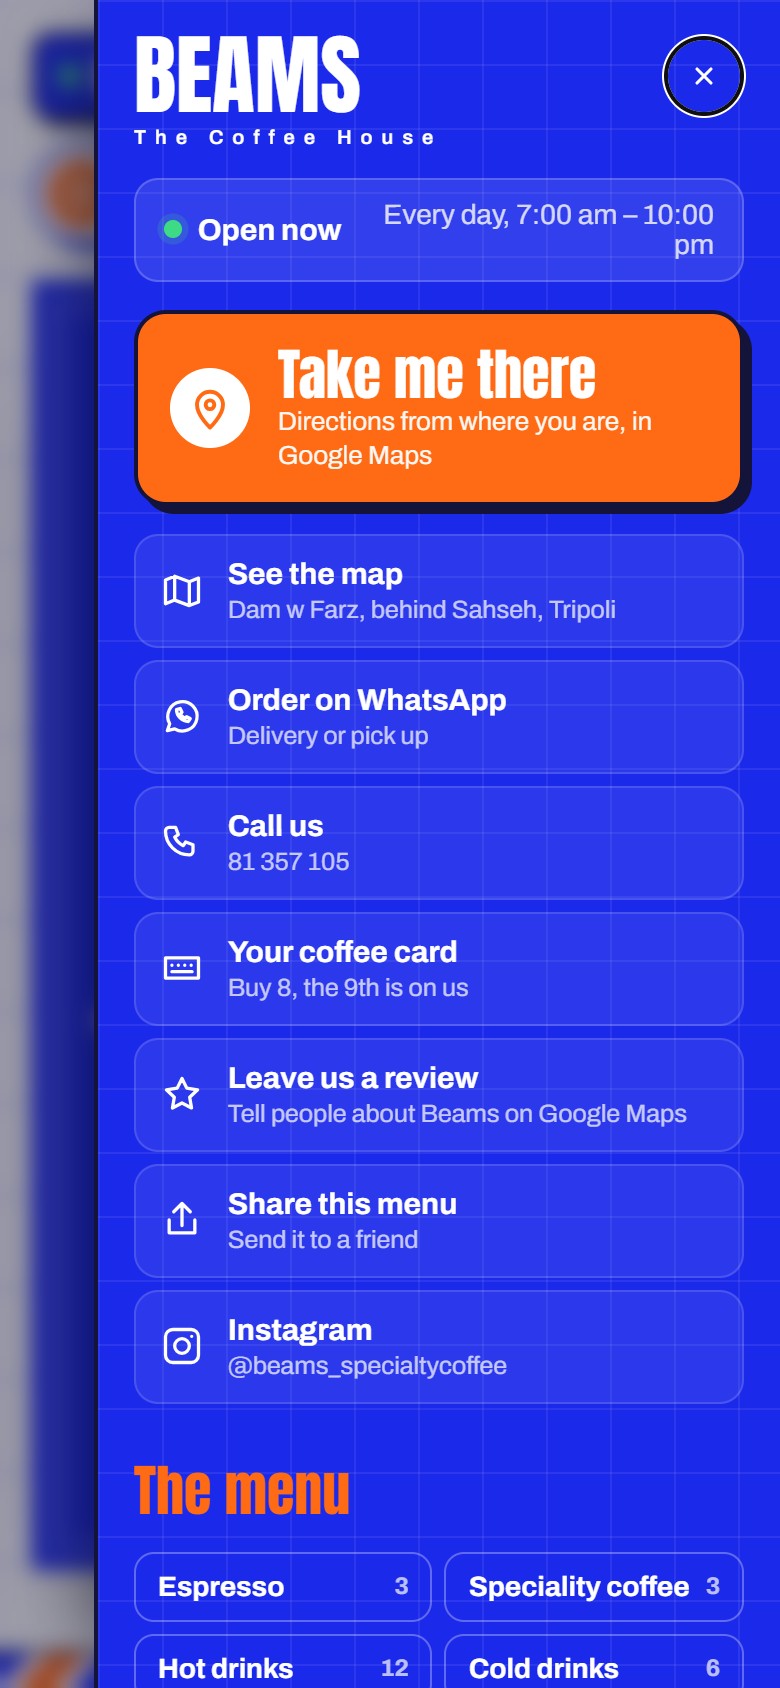 BEAMS
The Coffee House
Open now
Every day, 7:00 am – 10:00
pm
Take me there
Directions from where you are, in
Google Maps
See the map
Dam w Farz, behind Sahseh, Tripoli
Order on WhatsApp
Delivery or pick up
Call us
81 357 105
Your coffee card
Buy 8, the 9th is on us
Leave us a review
Tell people about Beams on Google Maps
Share this menu
Send it to a friend
Instagram
@beams_specialtycoffee
The menu
Espresso 3
Speciality coffee 3
Hot drinks 12
Cold drinks 6